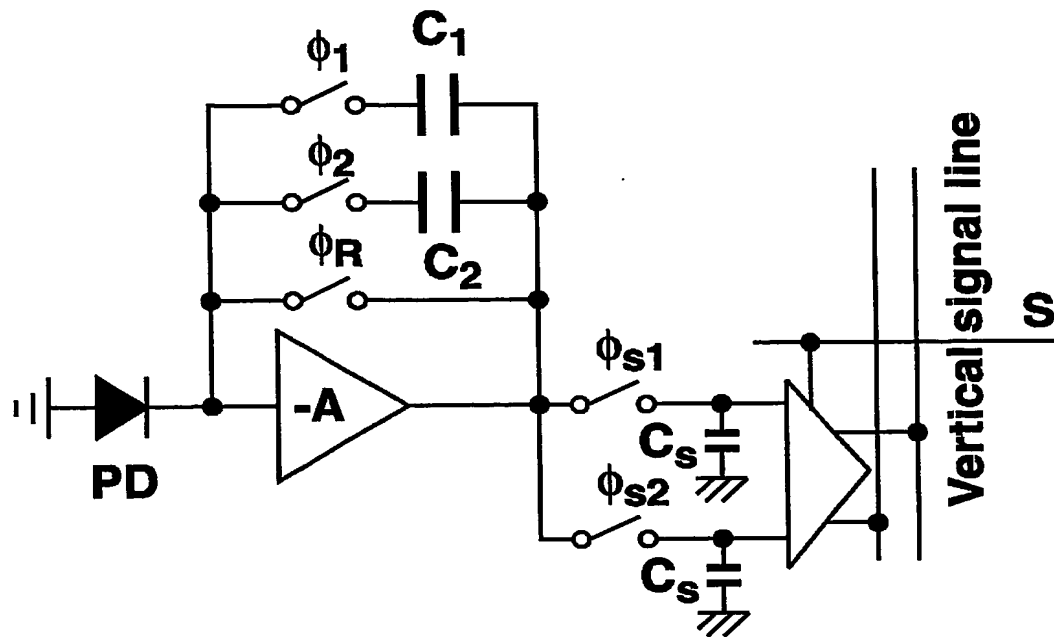 C1
ϕ1
ϕ2
C2
ϕR
-A
PD
ϕs1
Cs
ϕs2
Cs
S
Vertical signal line